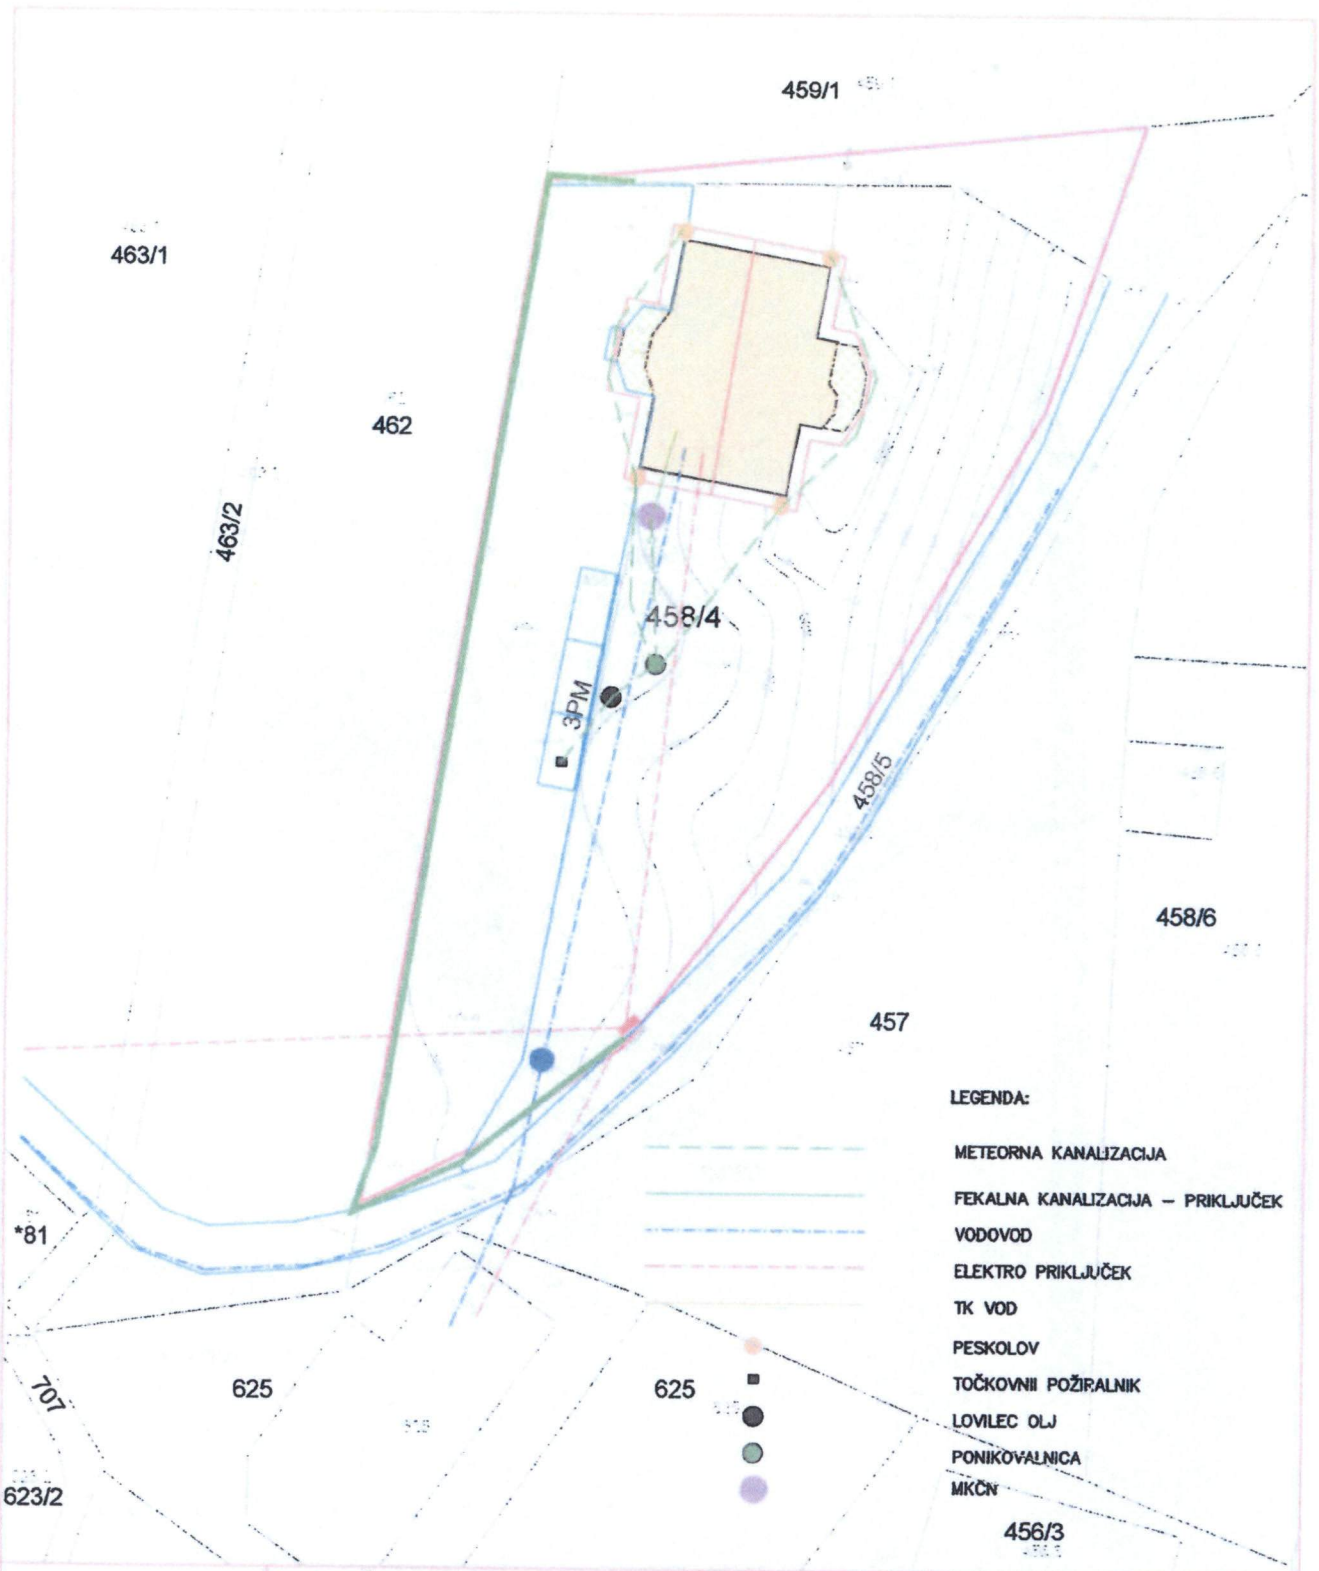 459/1
463/1
462
463/2
458/4
3PM
458/5
458/6
457
LEGENDA:
METEORNA KANALIZACIJA
FEKALNA KANALIZACIJA – PRIKLJUČEK
VODOVOD
ELEKTRO PRIKLJUČEK
TK VOD
PESKOLOV
TOČKOVNI POŽIRALNIK
LOVILEC OLJ
PONIKOVALNICA
MKČN
*81
707
625
625
623/2
456/3